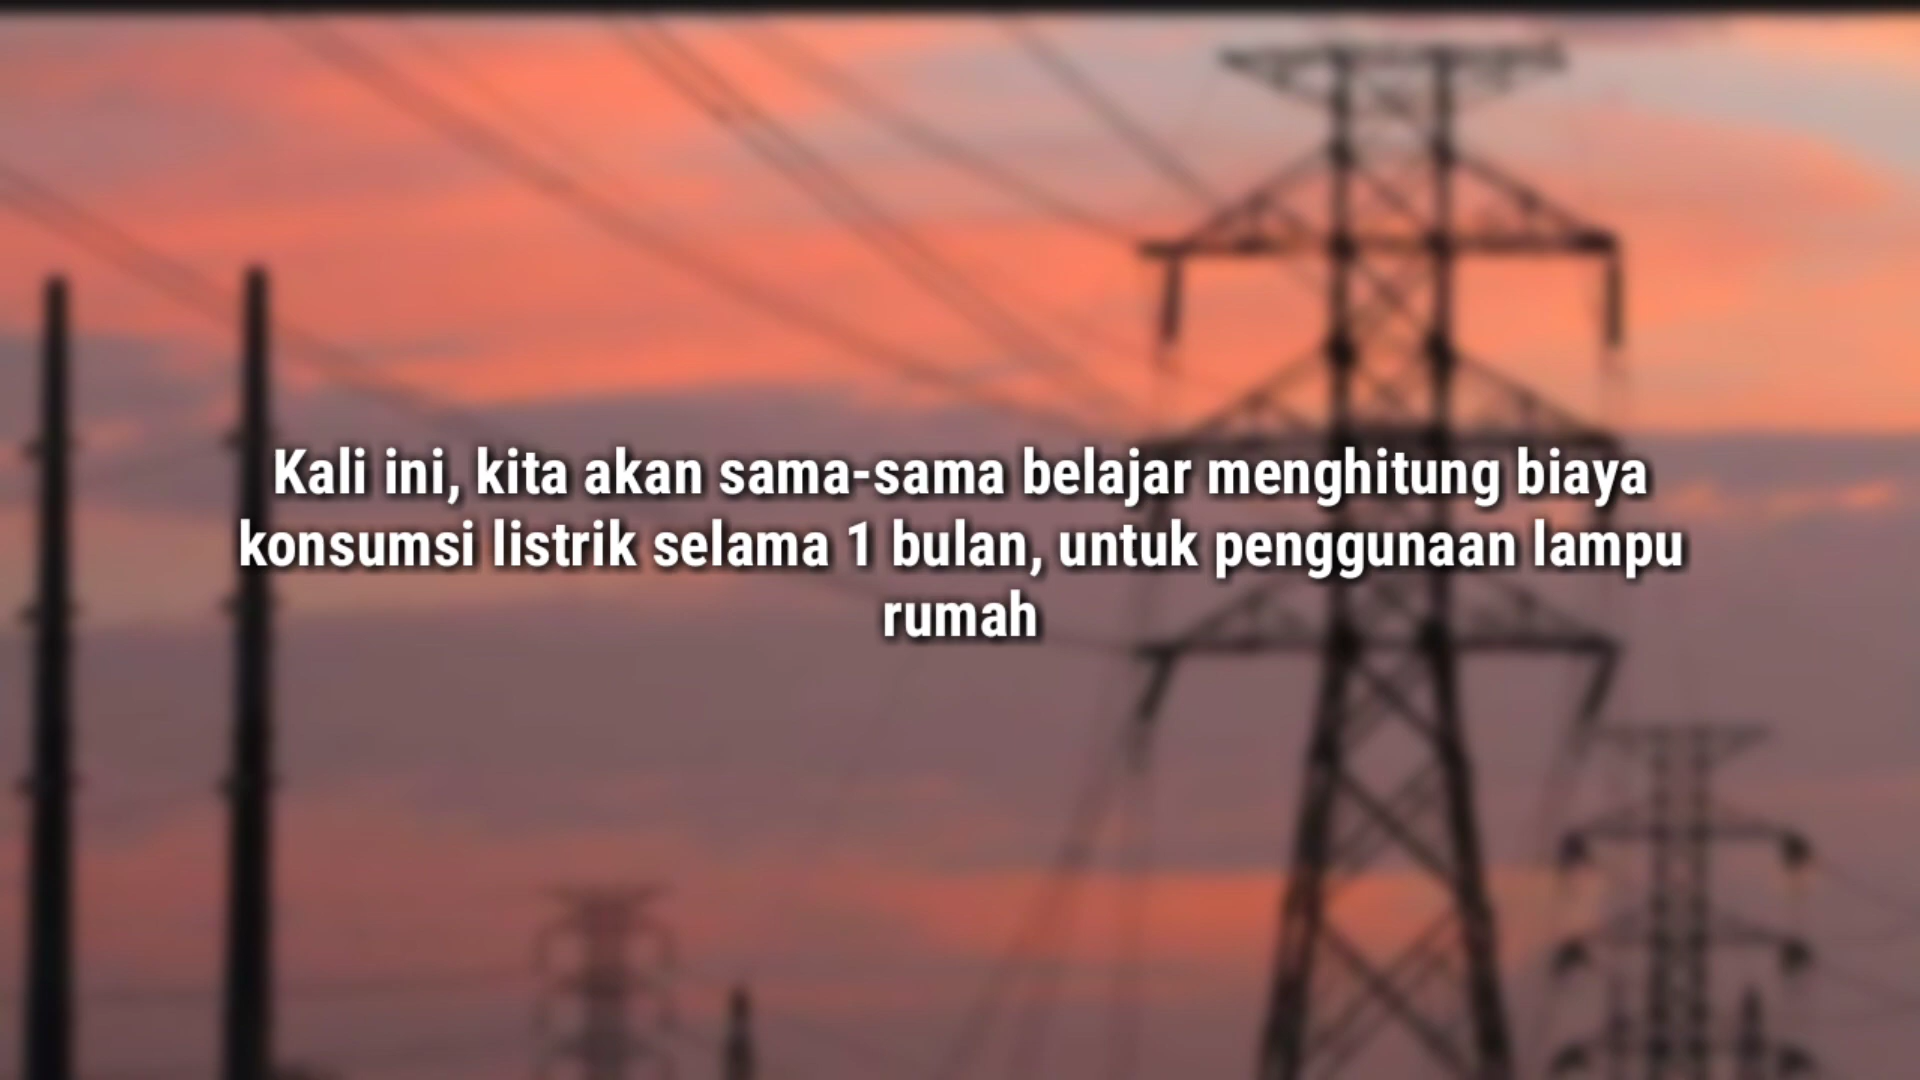 Kali ini, kita akan sama-sama belajar menghitung biaya
konsumsi listrik selama 1 bulan, untuk penggunaan lampu
rumah